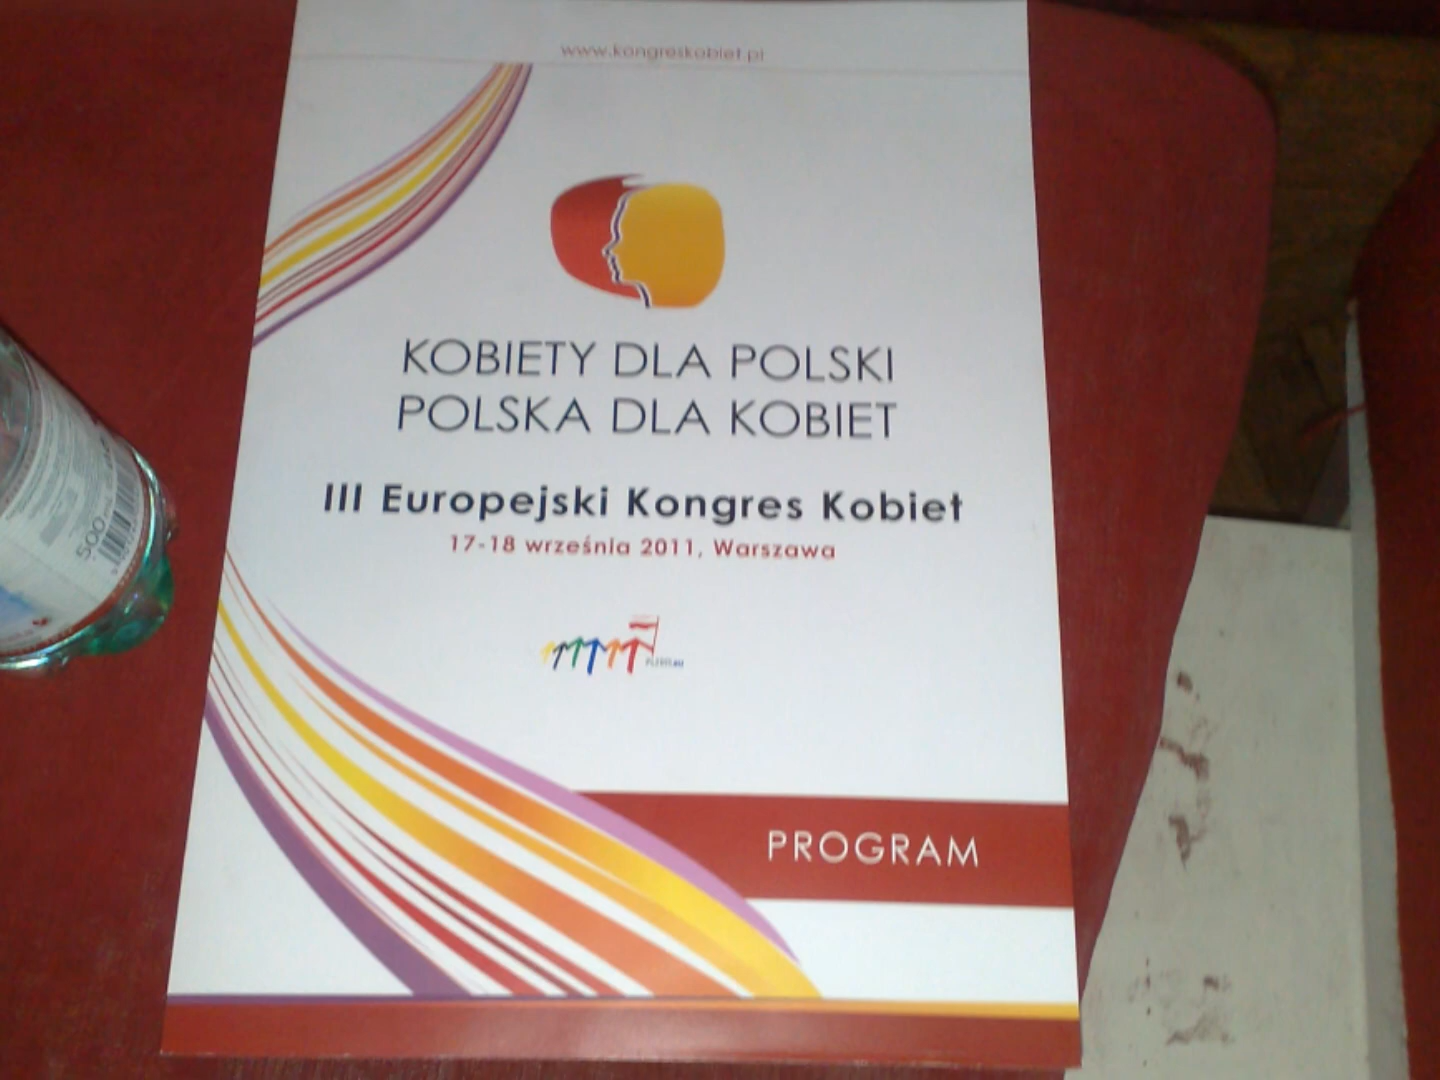 www.kongreskobiet.pl
KOBIETY DLA POLSKI
POLSKA DLA KOBIET
III Europejski Kongres Kobiet
17-18 września 2011, Warszawa
PROGRAM
500